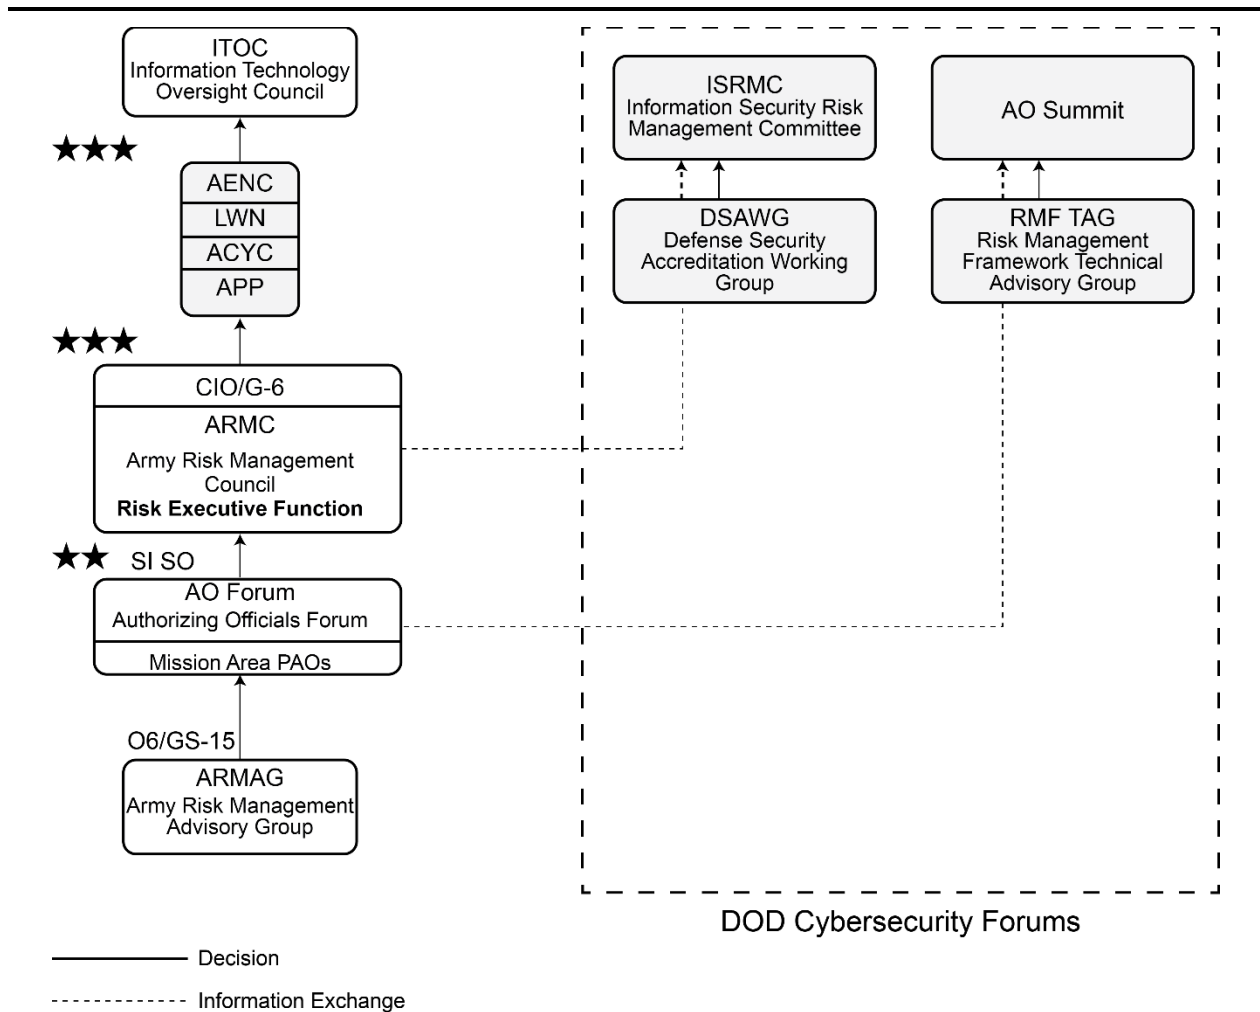 ITOC
Information Technology
Oversight Council
AENC
LWN
ACYC
APP
CIO/G-6
ARMC
Army Risk Management
Council
Risk Executive Function
SI SO
AO Forum
Authorizing Officials Forum
Mission Area PAOs
O6/GS-15
ARMAG
Army Risk Management
Advisory Group
ISRMC
Information Security Risk
Management Committee
AO Summit
DSAWG
Defense Security
Accreditation Working
Group
RMF TAG
Risk Management
Framework Technical
Advisory Group
DOD Cybersecurity Forums
Decision
Information Exchange